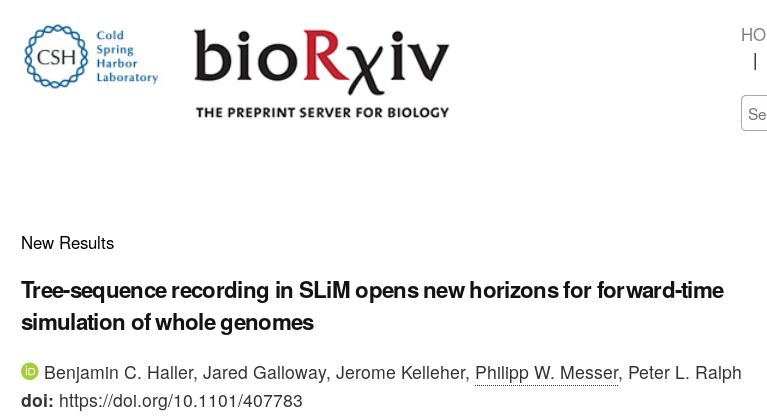 CSH
Cold
Spring
Harbor
Laboratory
bioRχiv
THE PREPRINT SERVER FOR BIOLOGY
HO
|
Se
New Results
Tree-sequence recording in SLiM opens new horizons for forward-time
simulation of whole genomes
iD Benjamin C. Haller, Jared Galloway, Jerome Kelleher, Philipp W. Messer, Peter L. Ralph
doi: https://doi.org/10.1101/407783